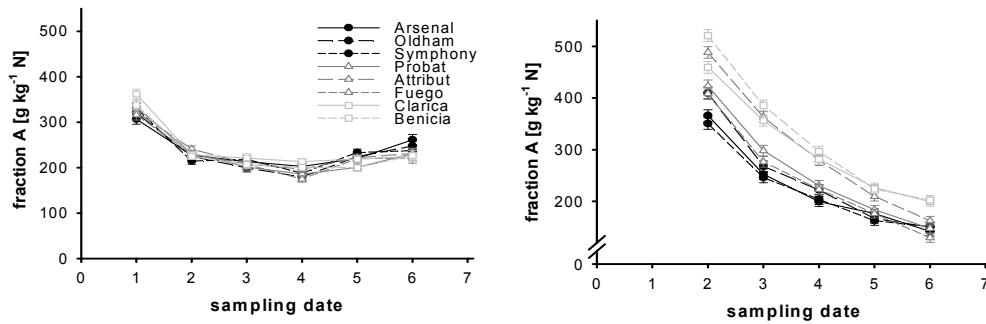 500
400
300
200
100
0
fraction A [g kg⁻¹ N]
0 1 2 3 4 5 6 7
sampling date
Arsenal
Oldham
Symphony
Probat
Attribut
Fuego
Clarica
Benicia
500
400
300
200
0
fraction A [g kg⁻¹ N]
0 1 2 3 4 5 6 7
sampling date